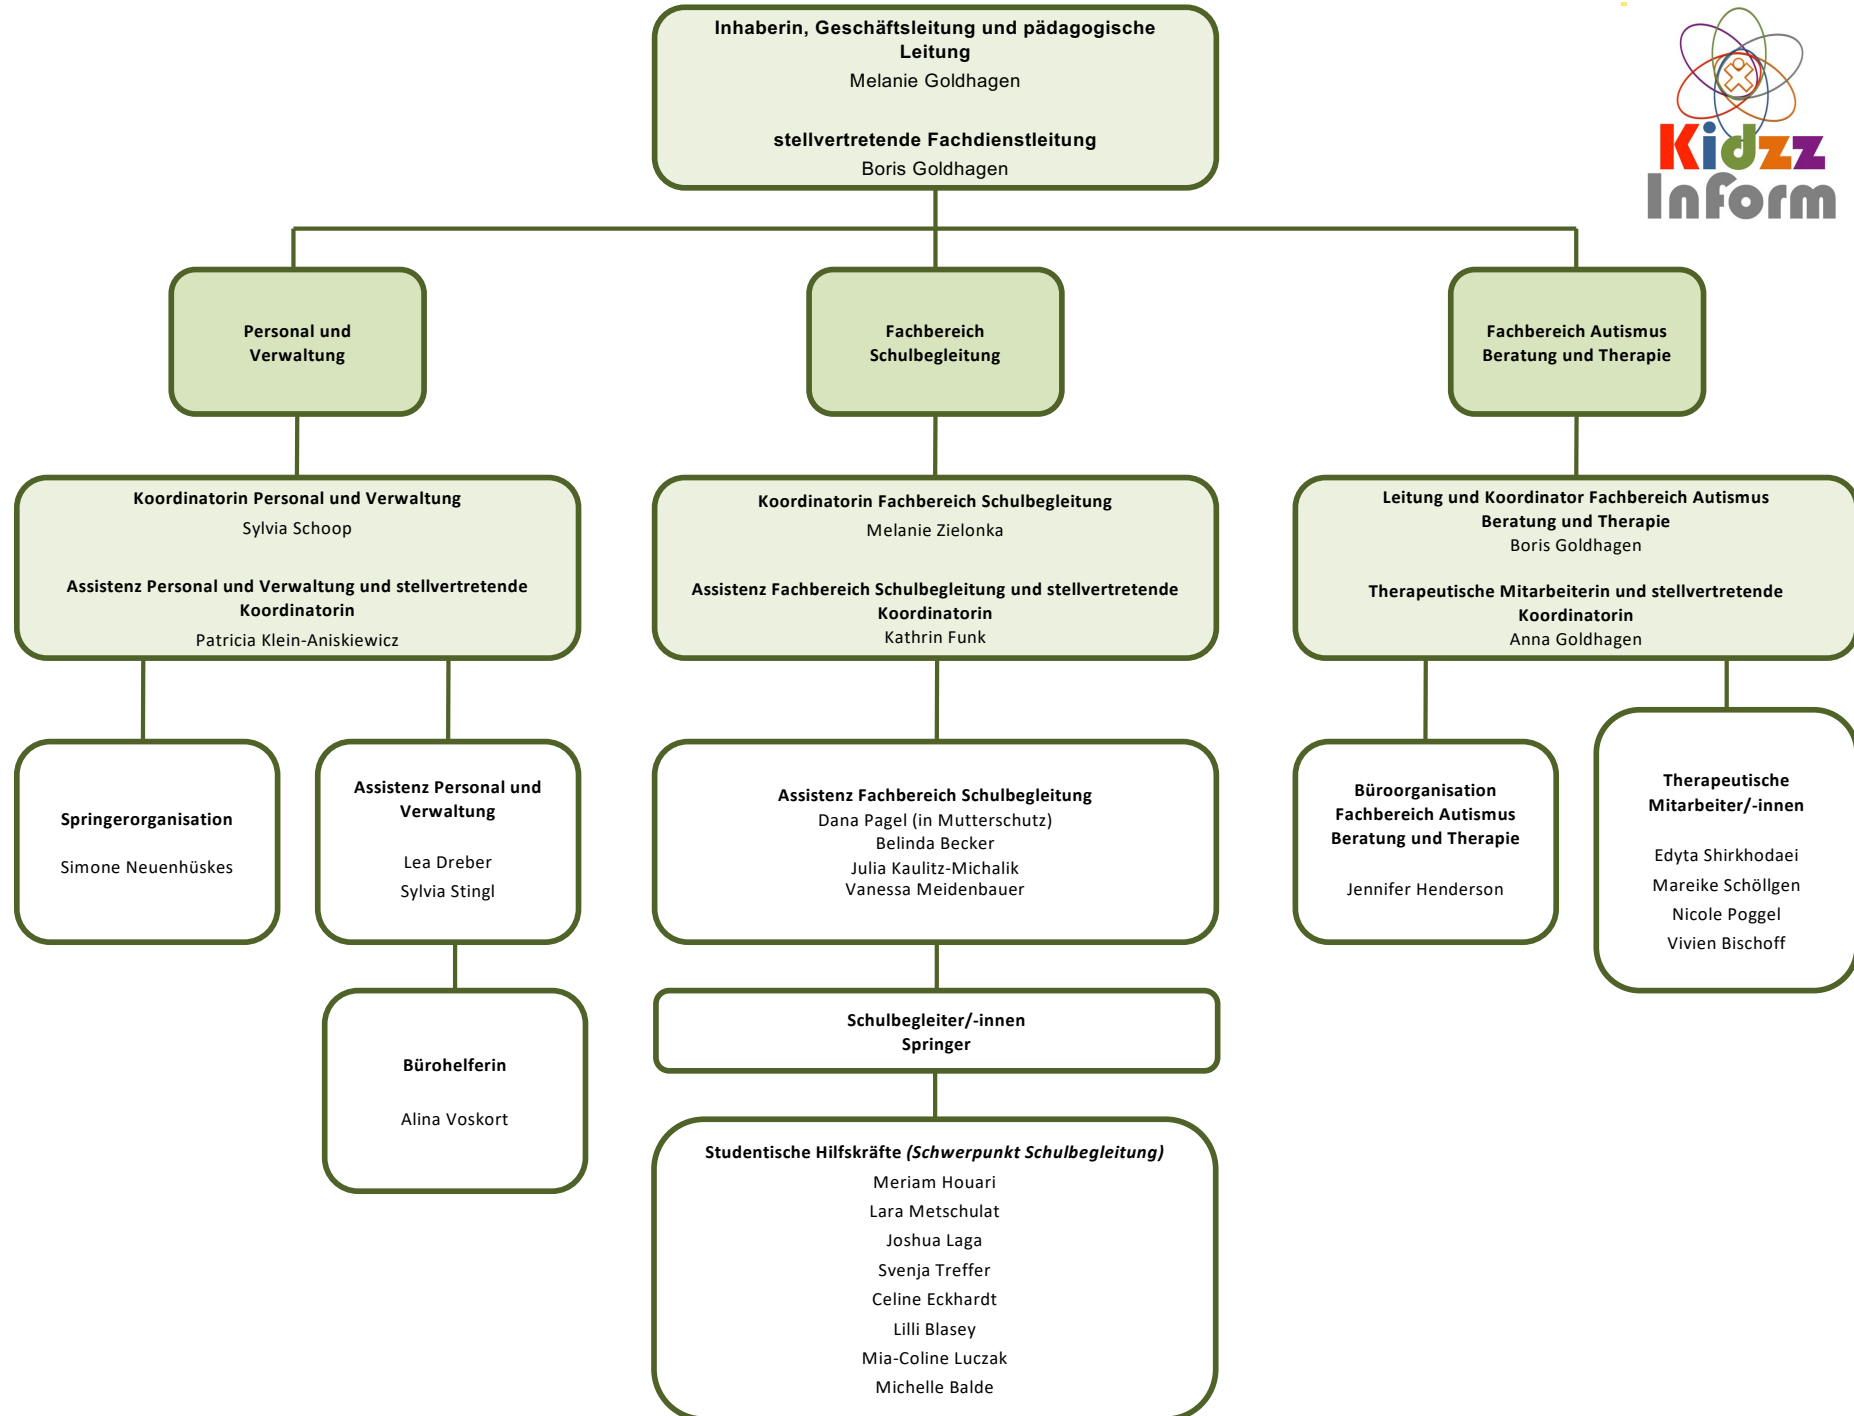 Inhaberin, Geschäftsleitung und pädagogische
Leitung
Melanie Goldhagen
stellvertretende Fachdienstleitung
Boris Goldhagen
Kidzz
Inform
Personal und
Verwaltung
Fachbereich
Schulbegleitung
Fachbereich Autismus
Beratung und Therapie
Koordinatorin Personal und Verwaltung
Sylvia Schoop
Assistenz Personal und Verwaltung und stellvertretende
Koordinatorin
Patricia Klein-Aniskiewicz
Koordinatorin Fachbereich Schulbegleitung
Melanie Zielonka
Assistenz Fachbereich Schulbegleitung und stellvertretende
Koordinatorin
Kathrin Funk
Leitung und Koordinator Fachbereich Autismus
Beratung und Therapie
Boris Goldhagen
Therapeutische Mitarbeiterin und stellvertretende
Koordinatorin
Anna Goldhagen
Springerorganisation
Simone Neuenhüskes
Assistenz Personal und
Verwaltung
Lea Dreber
Sylvia Stingl
Assistenz Fachbereich Schulbegleitung
Dana Pagel (in Mutterschutz)
Belinda Becker
Julia Kaulitz-Michalik
Vanessa Meidenbauer
Büroorganisation
Fachbereich Autismus
Beratung und Therapie
Jennifer Henderson
Therapeutische
Mitarbeiter/-innen
Edyta Shirkhodaei
Mareike Schöllgen
Nicole Poggel
Vivien Bischoff
Bürohelferin
Alina Voskort
Schulbegleiter/-innen
Springer
Studentische Hilfskräfte (Schwerpunkt Schulbegleitung)
Meriam Houari
Lara Metschulat
Joshua Laga
Svenja Treffer
Celine Eckhardt
Lilli Blasey
Mia-Coline Luczak
Michelle Balde